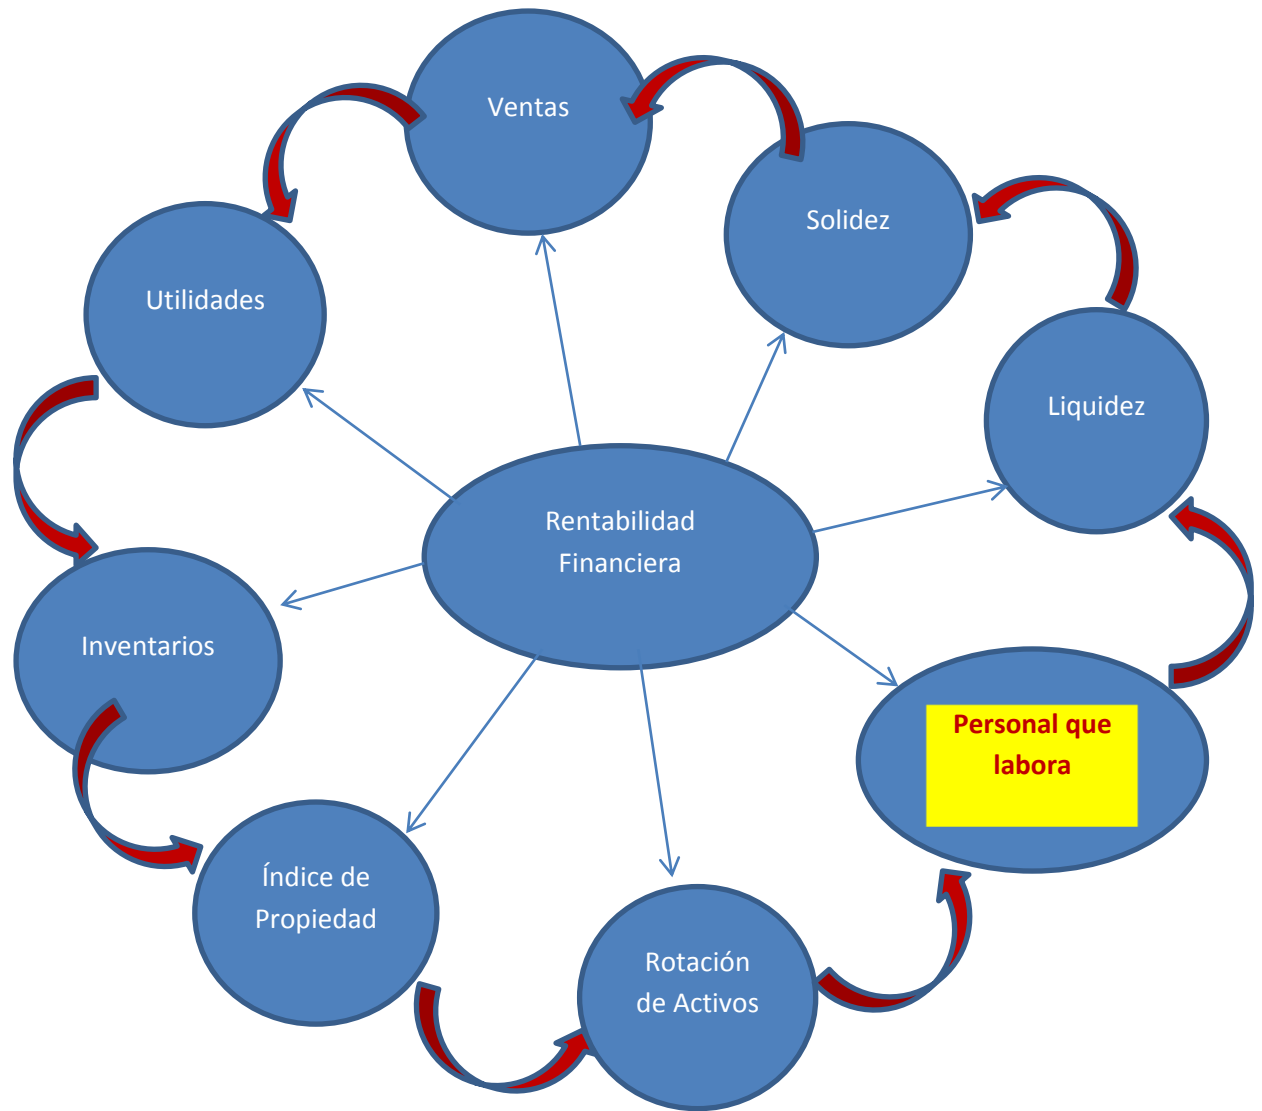 Ventas
Solidez
Utilidades
Liquidez
Rentabilidad
Financiera
Inventarios
Personal que
labora
Índice de
Propiedad
Rotación
de Activos